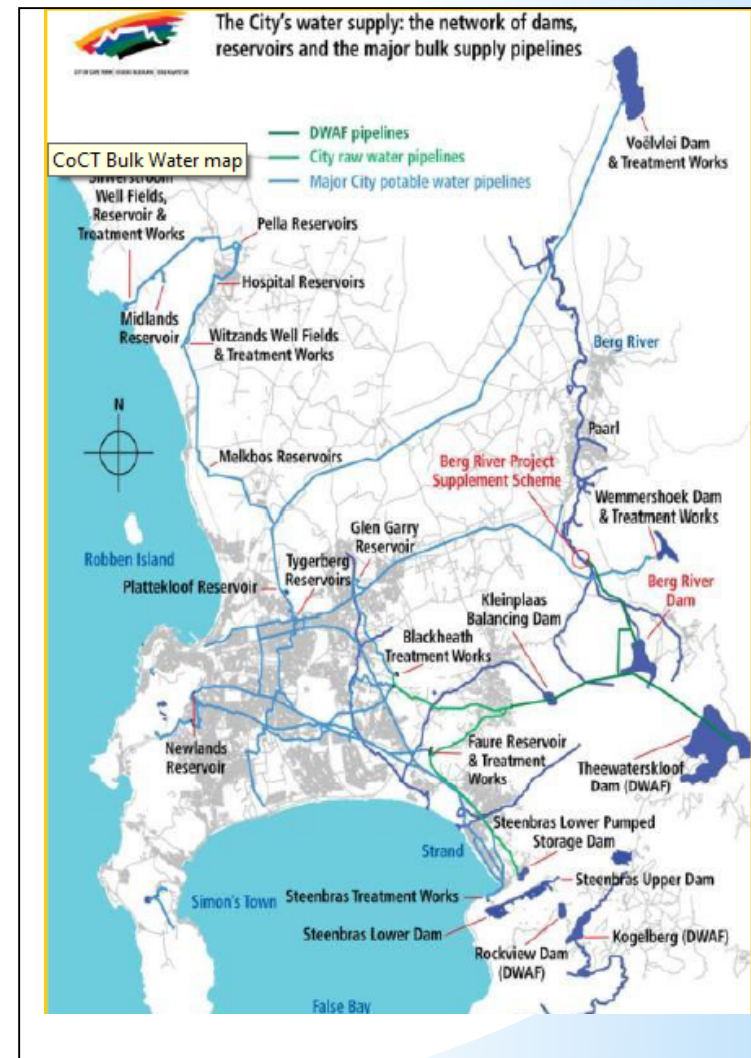 The City's water supply: the network of dams,
reservoirs and the major bulk supply pipelines
DWAF pipelines
City raw water pipelines
Major City potable water pipelines
CoCT Bulk Water map
Voëlvlei Dam
& Treatment Works
Well Fields,
Reservoir &
Treatment Works
Pella Reservoirs
Hospital Reservoirs
Midlands
Reservoir
Witzands Well Fields
& Treatment Works
Berg River
N
Paarl
Melkbos Reservoirs
Berg River Project
Supplement Scheme
Wemmershoek Dam
& Treatment Works
Glen Garry
Reservoir
Robben Island
Tygerberg
Reservoirs
Plattekloof Reservoir
Kleinplaas
Balancing Dam
Berg River
Dam
Blackheath
Treatment Works
Newlands
Reservoir
Faure Reservoir
& Treatment
Works
Theewaterskloof
Dam (DWAF)
Steenbras Lower Pumped
Storage Dam
Strand
Steenbras Upper Dam
Simon's Town
Steenbras Treatment Works
Steenbras Lower Dam
Kogelberg (DWAF)
Rockview Dam
(DWAF)
False Bay